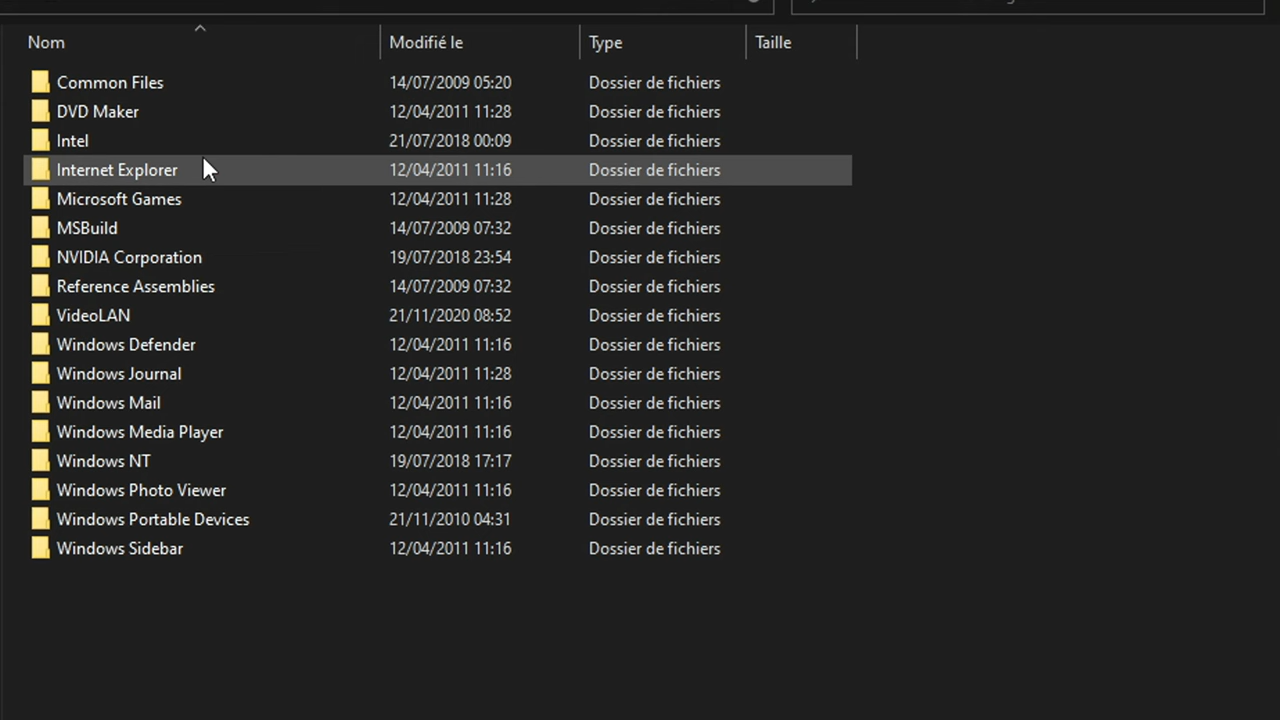 Nom Modifié le Type Taille
Common Files 14/07/2009 05:20 Dossier de fichiers
DVD Maker 12/04/2011 11:28 Dossier de fichiers
Intel 21/07/2018 00:09 Dossier de fichiers
Internet Explorer 12/04/2011 11:16 Dossier de fichiers
Microsoft Games 12/04/2011 11:28 Dossier de fichiers
MSBuild 14/07/2009 07:32 Dossier de fichiers
NVIDIA Corporation 19/07/2018 23:54 Dossier de fichiers
Reference Assemblies 14/07/2009 07:32 Dossier de fichiers
VideoLAN 21/11/2020 08:52 Dossier de fichiers
Windows Defender 12/04/2011 11:16 Dossier de fichiers
Windows Journal 12/04/2011 11:28 Dossier de fichiers
Windows Mail 12/04/2011 11:16 Dossier de fichiers
Windows Media Player 12/04/2011 11:16 Dossier de fichiers
Windows NT 19/07/2018 17:17 Dossier de fichiers
Windows Photo Viewer 12/04/2011 11:16 Dossier de fichiers
Windows Portable Devices 21/11/2010 04:31 Dossier de fichiers
Windows Sidebar 12/04/2011 11:16 Dossier de fichiers